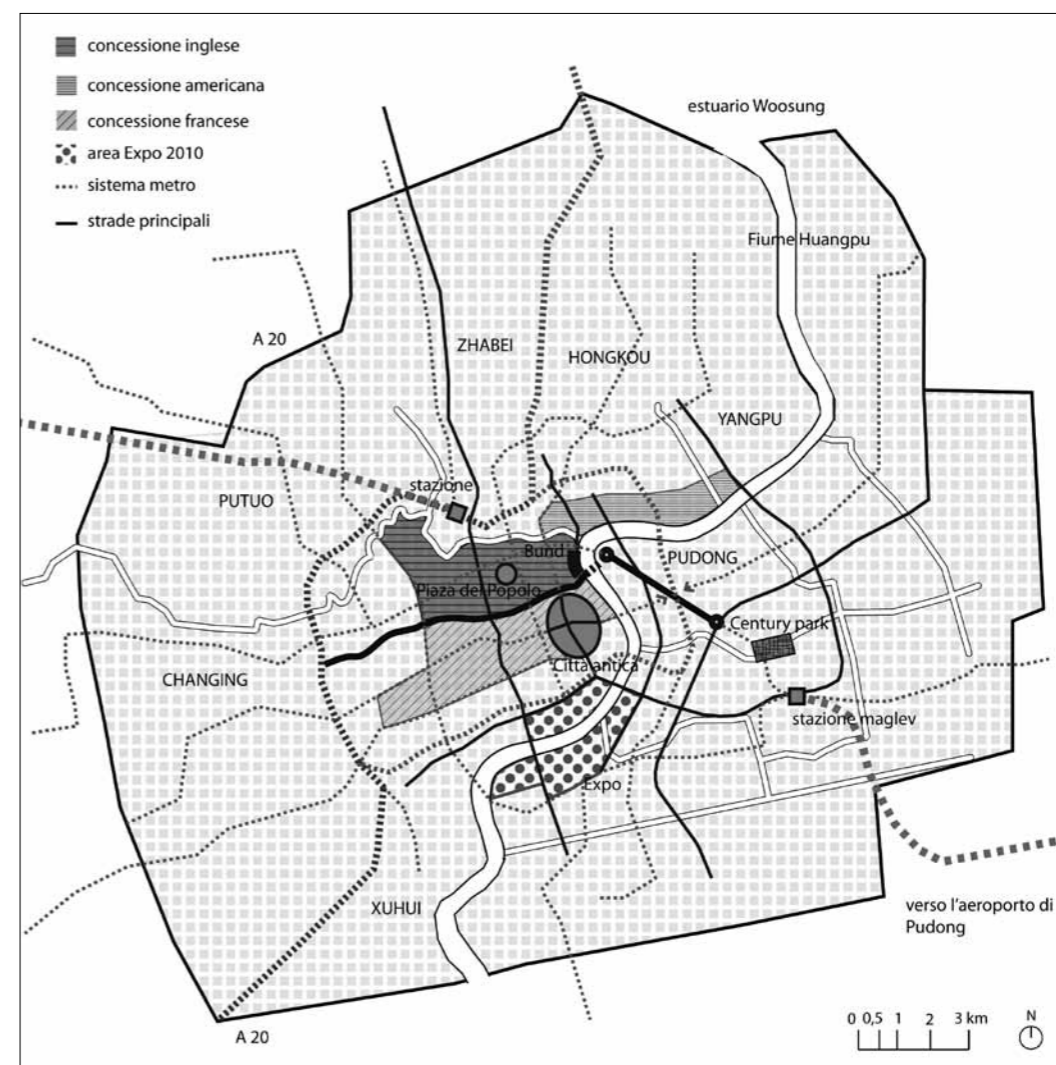 concessione inglese
concessione americana
concessione francese
area Expo 2010
sistema metro
strade principali
estuario Woosung
Fiume Huangpu
A 20
ZHABEI
HONGKOU
YANGPU
stazione
PUTUO
Bund
PUDONG
Piaza del Popolo
Century park
Città antica
CHANGING
stazione maglev
Expo
XUHUI
verso l'aeroporto di
Pudong
A 20
0 0,5 1 2 3 km
N